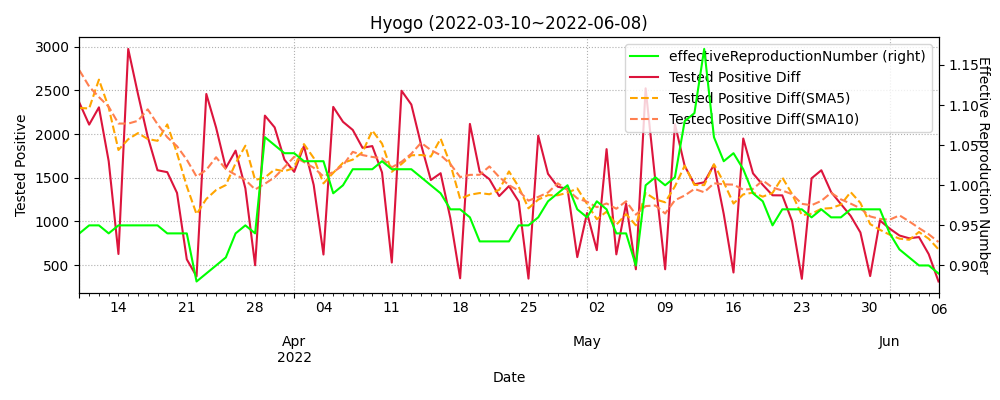 Hyogo (2022-03-10~2022-06-08)
effectiveReproductionNumber (right)
Tested Positive Diff
Tested Positive Diff(SMA5)
Tested Positive Diff(SMA10)
Tested Positive
3000
2500
2000
1500
1000
500
1.15
1.10
1.05
1.00
0.95
0.90
Effective Reproduction Number
14 21 28 04 11 18 25 02 09 16 23 30 06
Apr May Jun
2022
Date